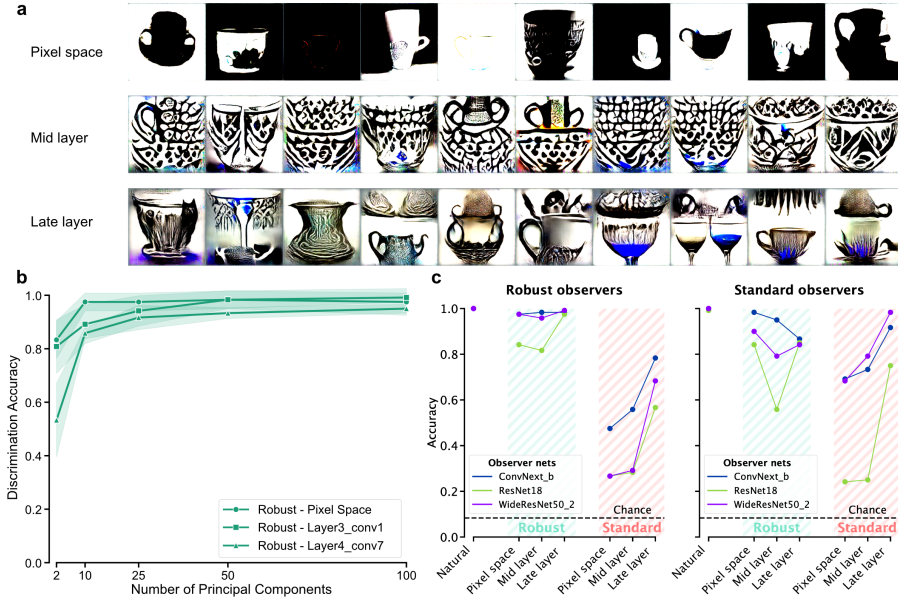 a
Pixel space
Mid layer
Late layer
b
Discrimination Accuracy
1.0
0.8
0.6
0.4
0.2
0.0
2
10
25
50
100
Number of Principal Components
Robust - Pixel Space
Robust - Layer3_conv1
Robust - Layer4_conv7
c
Robust observers
Accuracy
1.0
0.8
0.6
0.4
0.2
0.0
Observer nets
ConvNext_b
ResNet18
WideResNet50_2
Chance
Robust
Standard
Natural
Pixel space
Mid layer
Late layer
Pixel space
Mid layer
Late layer
Standard observers
Observer nets
ConvNext_b
ResNet18
WideResNet50_2
Chance
Robust
Standard
Natural
Pixel space
Mid layer
Late layer
Pixel space
Mid layer
Late layer